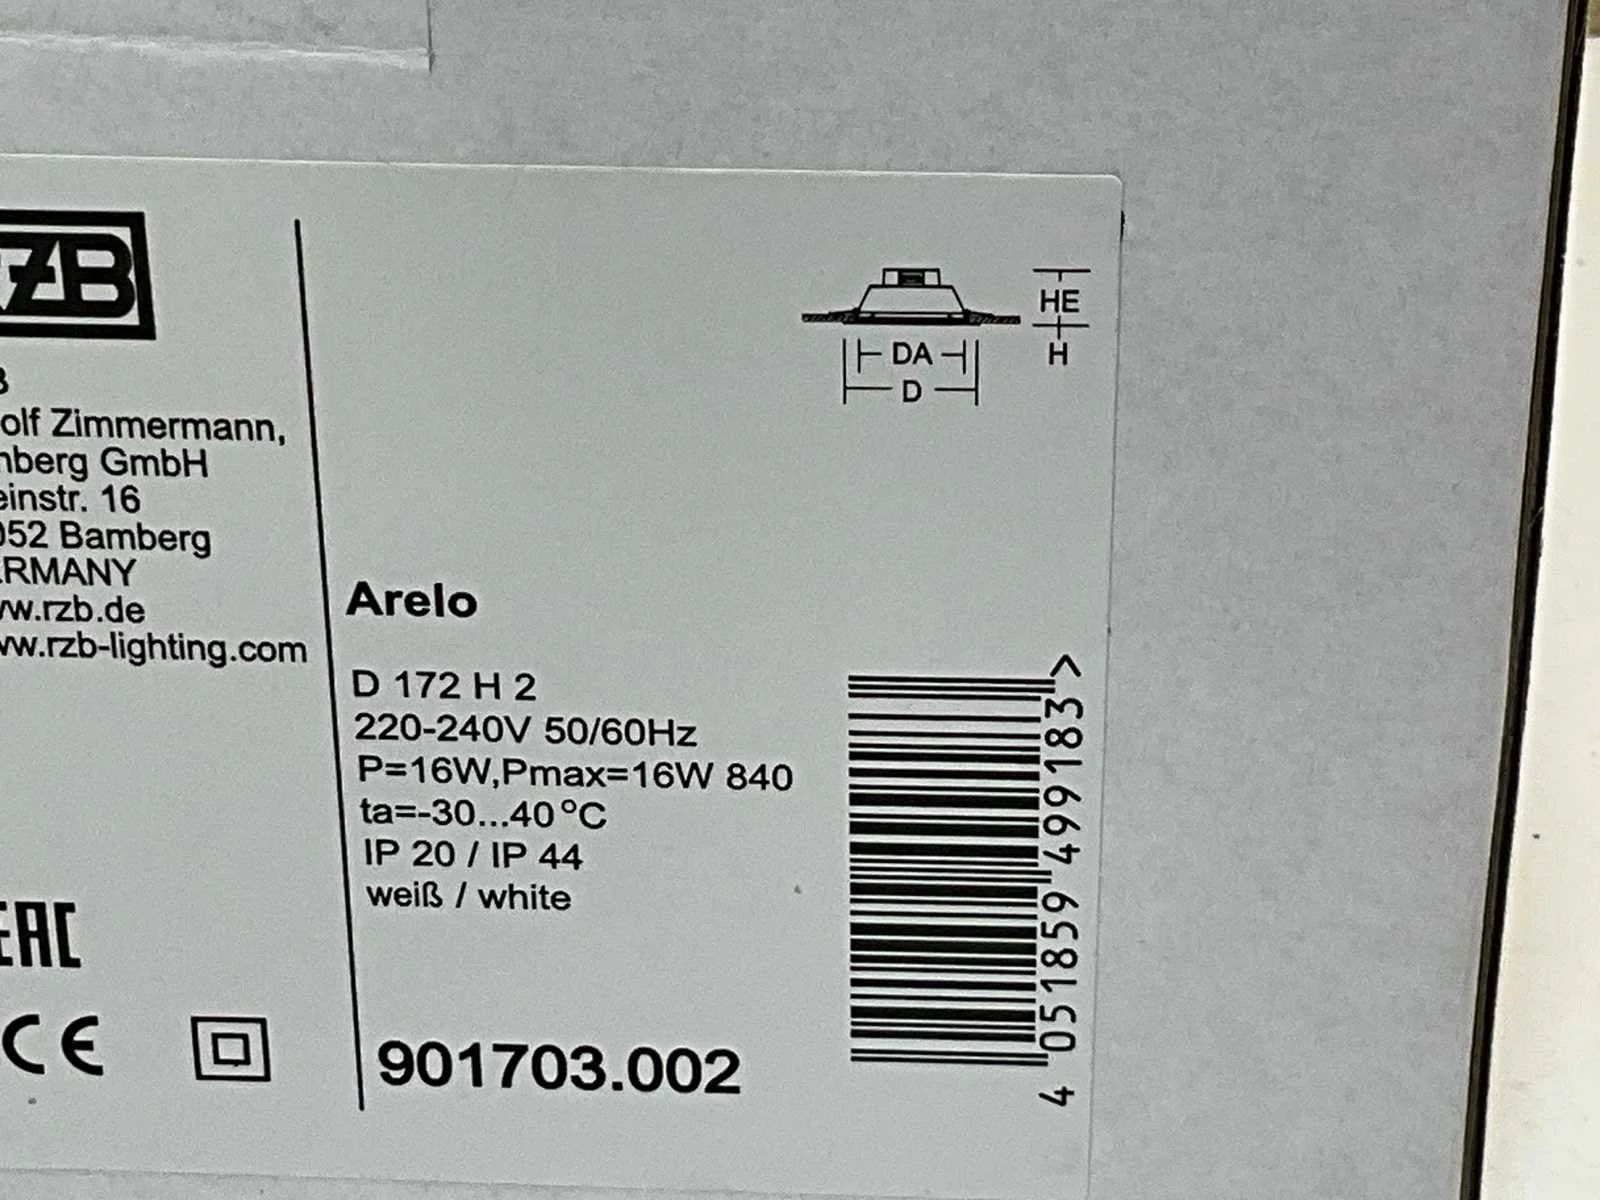 ZB
olf Zimmermann,
nberg GmbH
einstr. 16
052 Bamberg
ERMANY
ww.rzb.de
ww.rzb-lighting.com
EAC
CE
HE
H
DA
D
Arelo
D 172 H 2
220-240V 50/60Hz
P=16W,Pmax=16W 840
ta=-30...40°C
IP 20 / IP 44
weiß / white
901703.002
4 051859 499183>